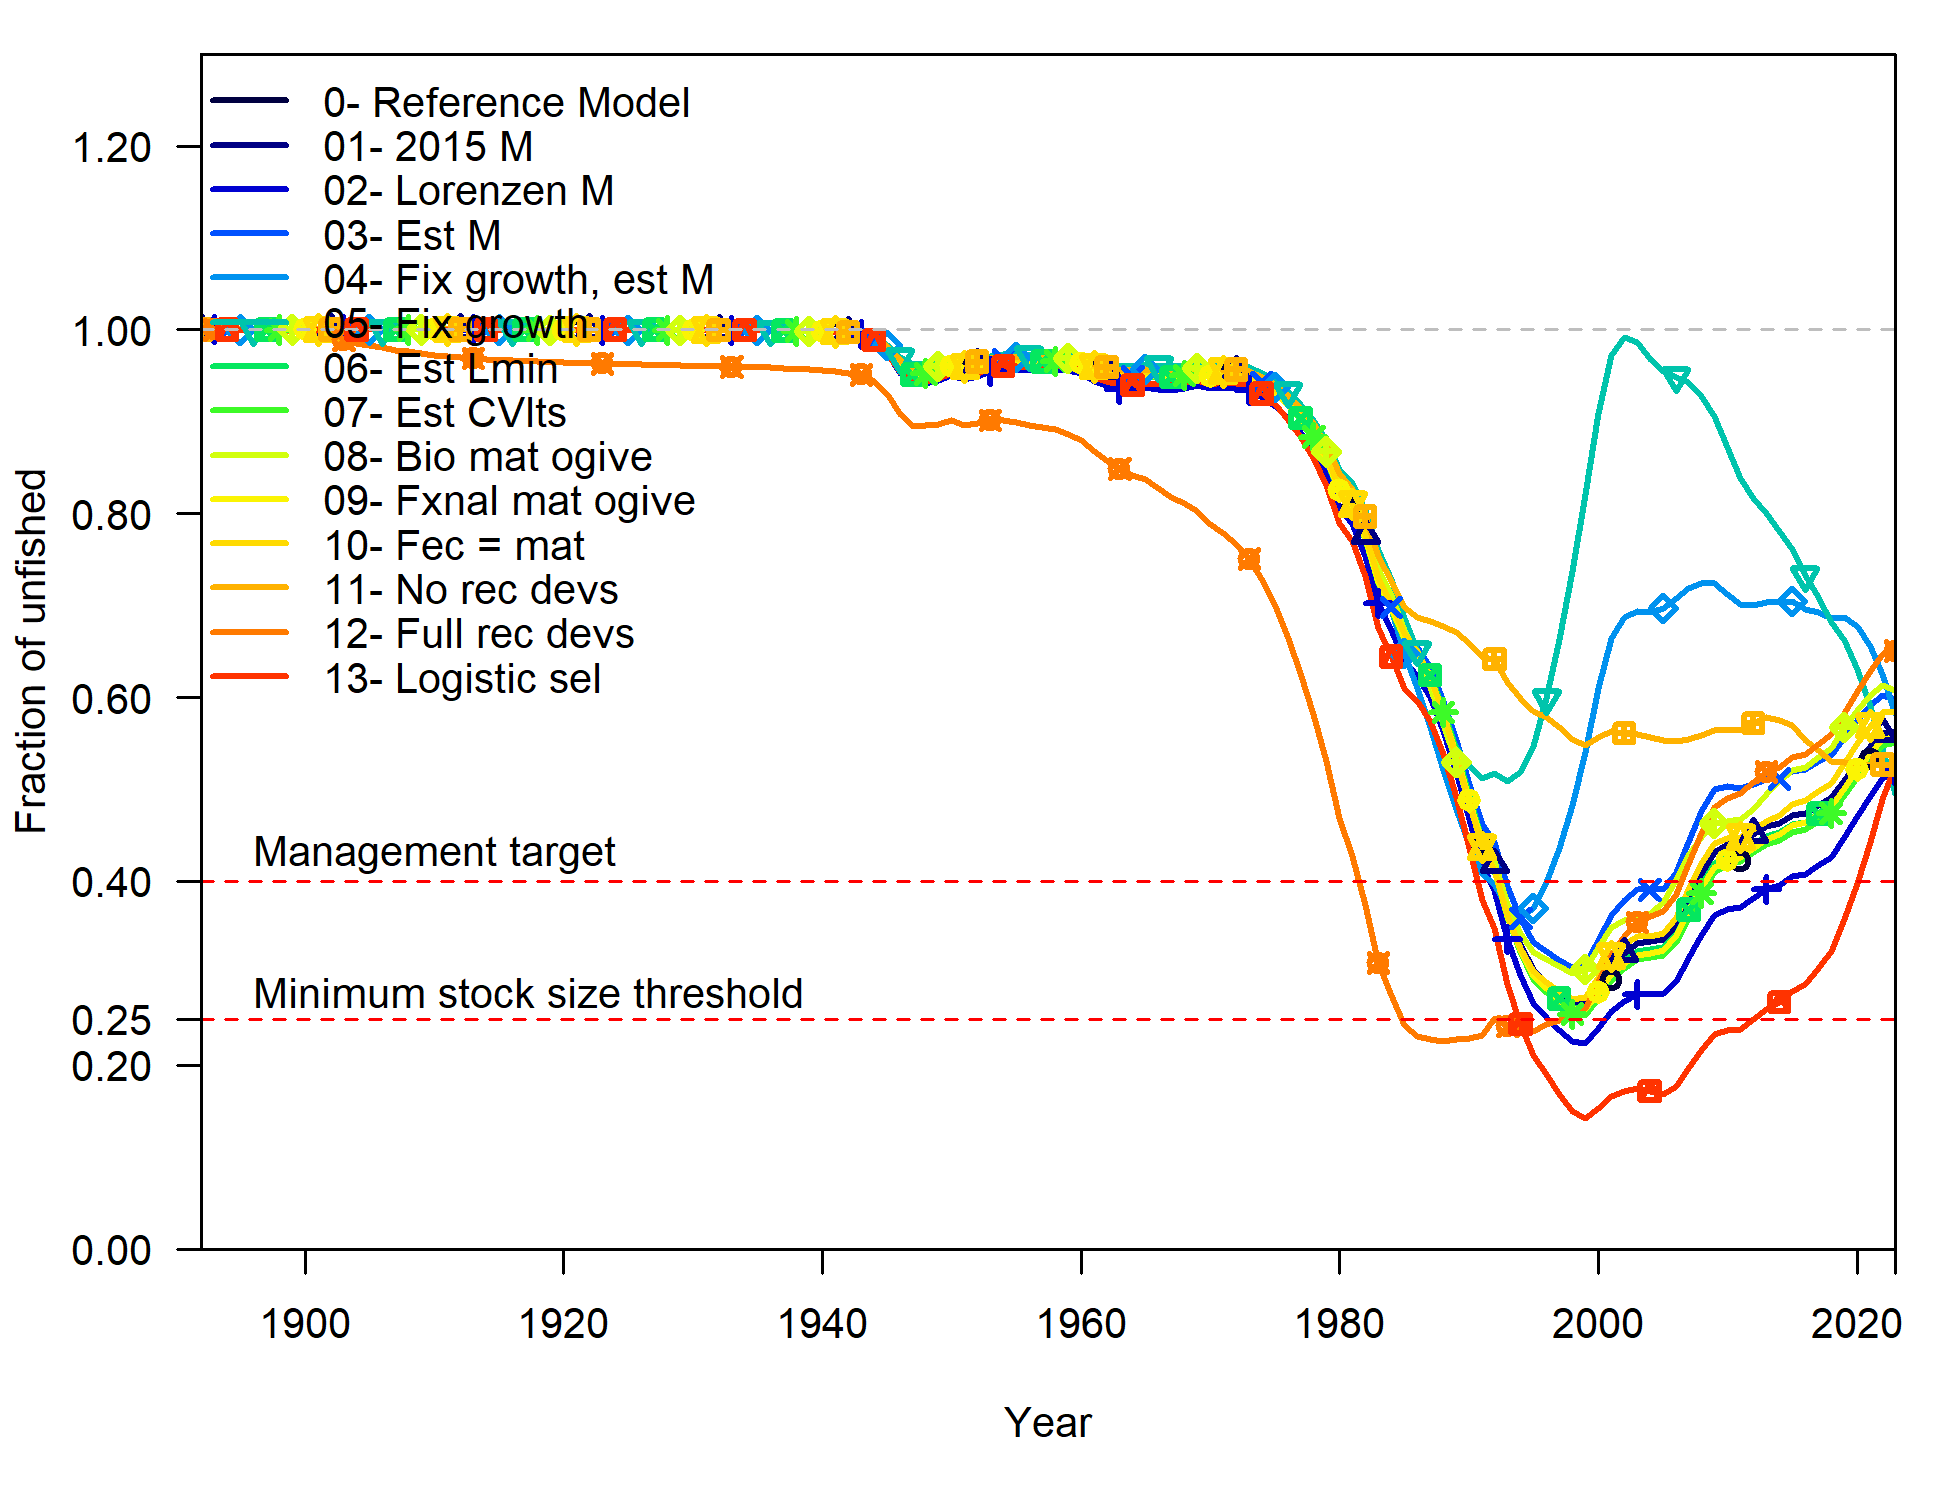 0- Reference Model
01- 2015 M
02- Lorenzen M
03- Est M
04- Fix growth, est M
05- Fix growth
06- Est Lmin
07- Est CVlts
08- Bio mat ogive
09- Fxnal mat ogive
10- Fec = mat
11- No rec devs
12- Full rec devs
13- Logistic sel
1.20
1.00
0.80
0.60
0.40
0.25
0.20
0.00
Fraction of unfished
Management target
Minimum stock size threshold
1900 1920 1940 1960 1980 2000 2020
Year